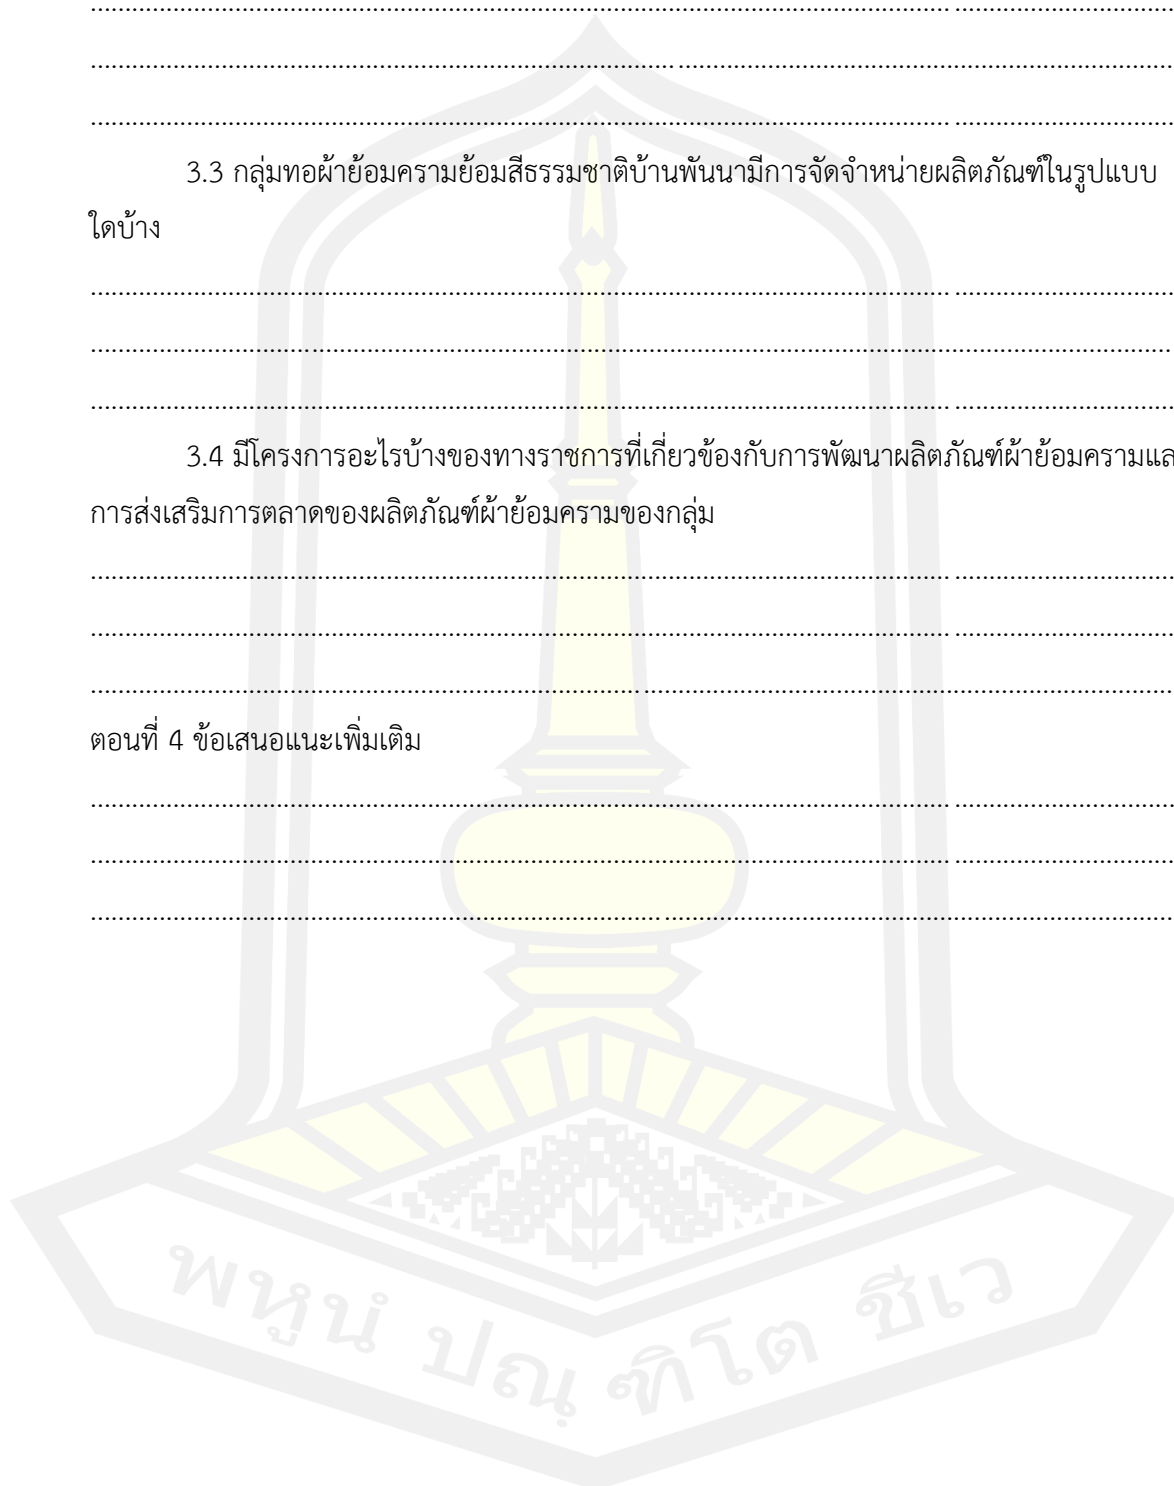 ........................................................................................................................ ................................
.................................................................................. .....................................................................
........................................................................................................................ ................................
3.3 กลุ่มทอผ้าย้อมครามย้อมสีธรรมชาติบ้านพันนามีการจัดจำหน่ายผลิตภัณฑ์ในรูปแบบ
ใดบ้าง
........................................................................................................................ ................................
........................................................................................................................................................
........................................................................................................................ ................................
3.4 มีโครงการอะไรบ้างของทางราชการที่เกี่ยวข้องกับการพัฒนาผลิตภัณฑ์ผ้าย้อมครามแล
การส่งเสริมการตลาดของผลิตภัณฑ์ผ้าย้อมครามของกลุ่ม
........................................................................................................................ ................................
........................................................................................................................ ................................
........................................................................................................................................................
ตอนที่ 4 ข้อเสนอแนะเพิ่มเติม
........................................................................................................................ ................................
........................................................................................................................ ................................
................................................................................ .......................................................................
พหูนํ ปณฺฑิโต ชีเว